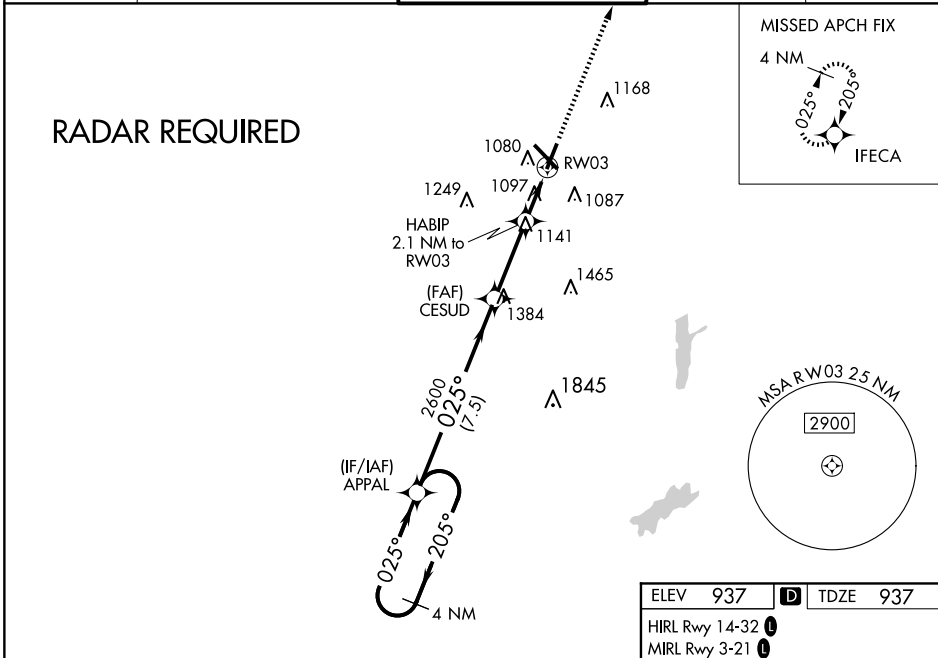 RADAR REQUIRED
MISSED APCH FIX
4 NM
025°
205°
IFECA
1168
1080
RW03
1249
1097
1087
HABIP
2.1 NM to
RW03
1141
(FAF)
CESUD
1465
1384
2600
025°
(7.5)
1845
MSA RW03 25 NM
2900
(IF/IAF)
APPAL
025°
205°
4 NM
ELEV 937 D TDZE 937
HIRL Rwy 14-32 L
MIRL Rwy 3-21 L